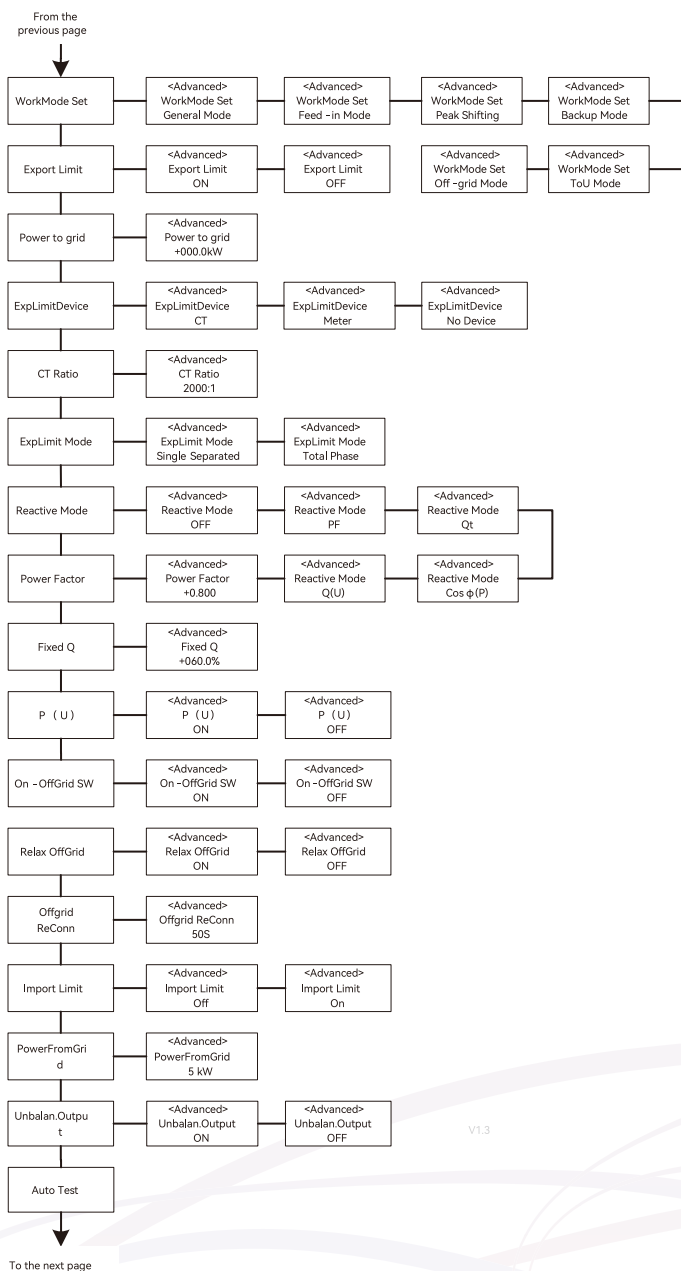 From the
previous page
WorkMode Set
<Advanced>
WorkMode Set
General Mode
<Advanced>
WorkMode Set
Feed -in Mode
<Advanced>
WorkMode Set
Peak Shifting
<Advanced>
WorkMode Set
Backup Mode
Export Limit
<Advanced>
Export Limit
ON
<Advanced>
Export Limit
OFF
<Advanced>
WorkMode Set
Off -grid Mode
<Advanced>
WorkMode Set
ToU Mode
Power to grid
<Advanced>
Power to grid
+000.0kW
ExpLimitDevice
<Advanced>
ExpLimitDevice
CT
<Advanced>
ExpLimitDevice
Meter
<Advanced>
ExpLimitDevice
No Device
CT Ratio
<Advanced>
CT Ratio
2000:1
ExpLimit Mode
<Advanced>
ExpLimit Mode
Single Separated
<Advanced>
ExpLimit Mode
Total Phase
Reactive Mode
<Advanced>
Reactive Mode
OFF
<Advanced>
Reactive Mode
PF
<Advanced>
Reactive Mode
Qt
Power Factor
<Advanced>
Power Factor
+0.800
<Advanced>
Reactive Mode
Q(U)
<Advanced>
Reactive Mode
Cos φ(P)
Fixed Q
<Advanced>
Fixed Q
+060.0%
P （U）
<Advanced>
P （U）
ON
<Advanced>
P （U）
OFF
On -OffGrid SW
<Advanced>
On -OffGrid SW
ON
<Advanced>
On -OffGrid SW
OFF
Relax OffGrid
<Advanced>
Relax OffGrid
ON
<Advanced>
Relax OffGrid
OFF
Offgrid
ReConn
<Advanced>
Offgrid ReConn
50S
Import Limit
<Advanced>
Import Limit
Off
<Advanced>
Import Limit
On
PowerFromGri
d
<Advanced>
PowerFromGrid
5 kW
Unbalan.Outpu
t
<Advanced>
Unbalan.Output
ON
<Advanced>
Unbalan.Output
OFF
V1.3
Auto Test
To the next page